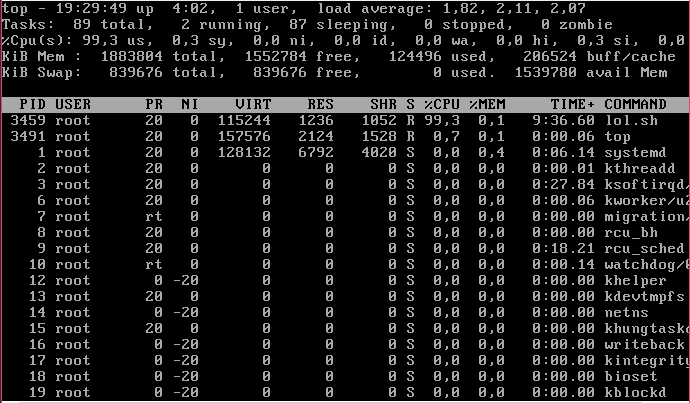 top - 19:29:49 up  4:02,  1 user,  load average: 1,82, 2,11, 2,07
Tasks:  89 total,   2 running,  87 sleeping,   0 stopped,   0 zombie
%Cpu(s): 99,3 us,  0,3 sy,  0,0 ni,  0,0 id,  0,0 wa,  0,0 hi,  0,3 si,  0,0
KiB Mem :  1883804 total,  1552784 free,   124496 used,   206524 buff/cache
KiB Swap:   839676 total,   839676 free,        0 used.  1539780 avail Mem
PID USER      PR  NI    VIRT    RES    SHR S %CPU %MEM     TIME+ COMMAND
3459 root      20   0  115244   1236   1052 R 99,3  0,1   9:36.60 lol.sh
3491 root      20   0  157576   2124   1528 R  0,7  0,1   0:00.06 top
1 root      20   0  128132   6792   4020 S  0,0  0,4   0:06.14 systemd
2 root      20   0       0      0      0 S  0,0  0,0   0:00.01 kthreadd
3 root      20   0       0      0      0 S  0,0  0,0   0:27.84 ksoftirqd/
6 root      20   0       0      0      0 S  0,0  0,0   0:00.06 kworker/u2
7 root      rt   0       0      0      0 S  0,0  0,0   0:00.00 migration/
8 root      20   0       0      0      0 S  0,0  0,0   0:00.00 rcu_bh
9 root      20   0       0      0      0 S  0,0  0,0   0:18.21 rcu_sched
10 root      rt   0       0      0      0 S  0,0  0,0   0:00.14 watchdog/0
12 root       0 -20       0      0      0 S  0,0  0,0   0:00.00 khelper
13 root      20   0       0      0      0 S  0,0  0,0   0:00.00 kdevtmpfs
14 root       0 -20       0      0      0 S  0,0  0,0   0:00.00 netns
15 root      20   0       0      0      0 S  0,0  0,0   0:00.00 khungtask
16 root       0 -20       0      0      0 S  0,0  0,0   0:00.00 writeback
17 root       0 -20       0      0      0 S  0,0  0,0   0:00.00 kintegrity
18 root       0 -20       0      0      0 S  0,0  0,0   0:00.00 bioset
19 root       0 -20       0      0      0 S  0,0  0,0   0:00.00 kblockd